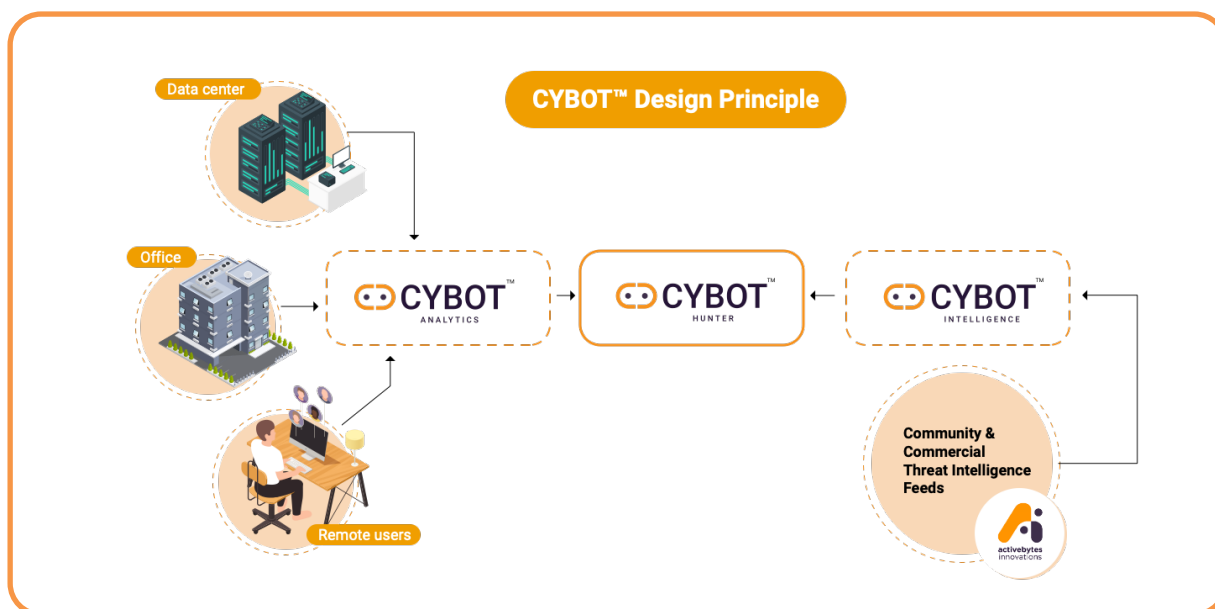 CYBOT™ Design Principle
Data center
Office
Remote users
CYBOT™
ANALYTICS
CYBOT™
HUNTER
CYBOT™
INTELLIGENCE
Community &
Commercial
Threat Intelligence
Feeds
activebytes
innovations